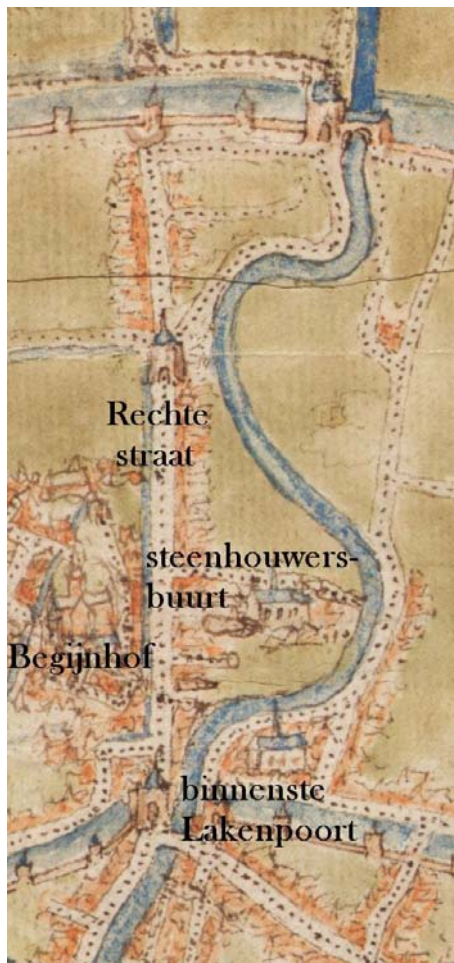 Rechte
straat
steenhouwers-
buurt
Begijnhof
binnenste
Lakenpoort